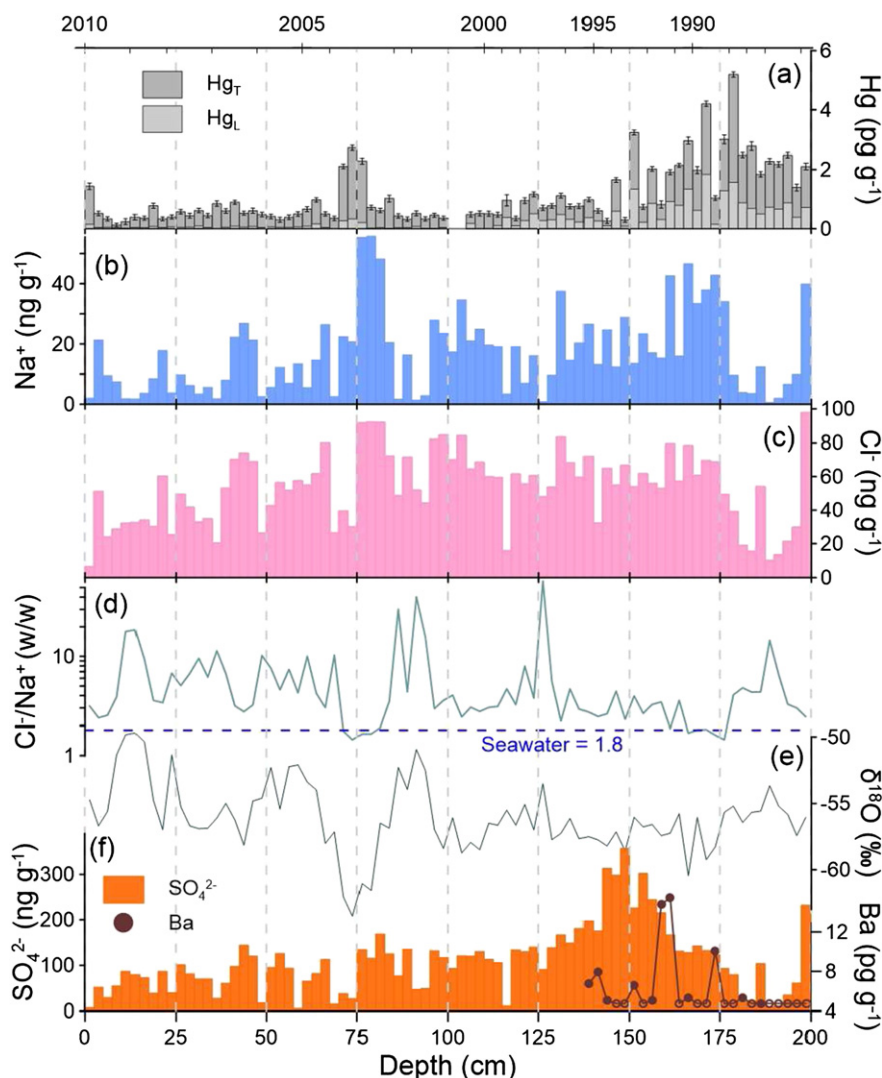 2010 2005 2000 1995 1990
(a)
Hg_T
Hg_L
6
4
2
0
Hg (pg g⁻¹)
(b)
40
20
0
Na⁺ (ng g⁻¹)
(c)
100
80
60
40
20
0
Cl⁻ (ng g⁻¹)
(d)
10
1
Cl⁻/Na⁺ (w/w)
Seawater = 1.8
(e)
-50
-55
-60
δ¹⁸O (‰)
(f)
SO₄²⁻
Ba
300
200
100
0
SO₄²⁻ (ng g⁻¹)
12
8
4
Ba (pg g⁻¹)
0 25 50 75 100 125 150 175 200
Depth (cm)